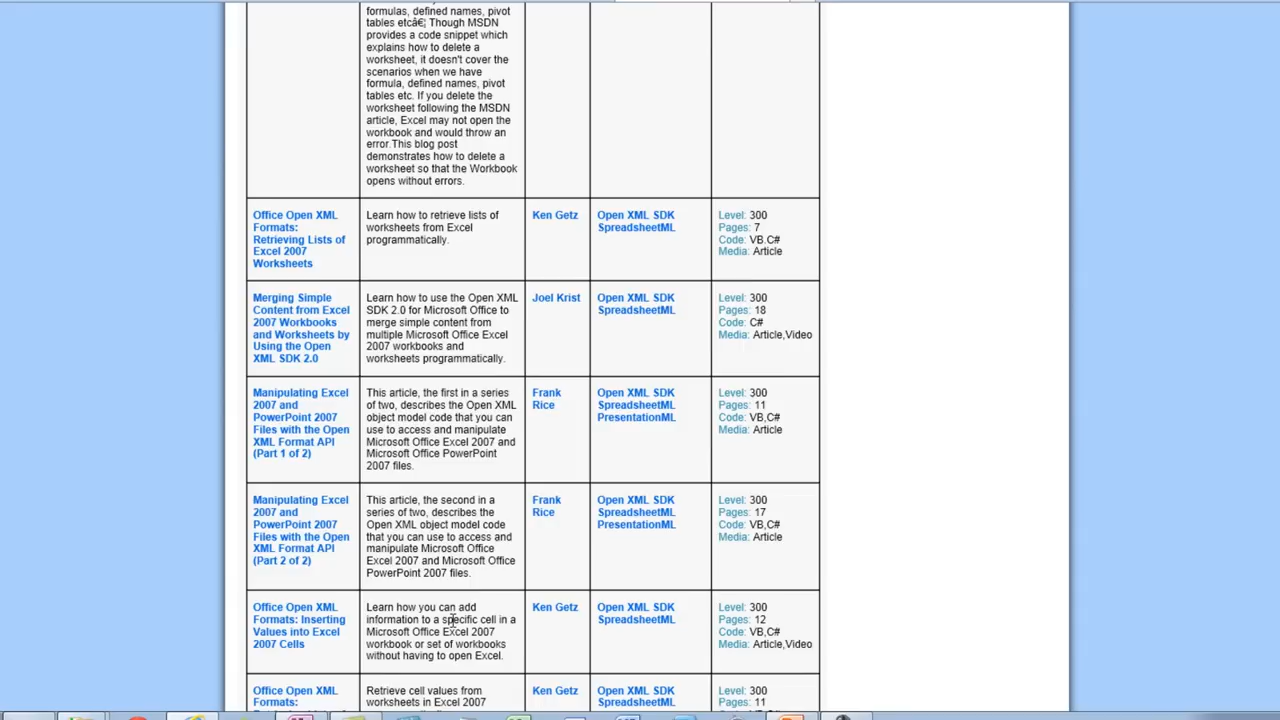 formulas, defined names, pivot
tables etcâ€¦ Though MSDN
provides a code snippet which
explains how to delete a
worksheet, it doesn't cover the
scenarios when we have
formula, defined names, pivot
tables etc. If you delete the
worksheet following the MSDN
article, Excel may not open the
workbook and would throw an
error.This blog post
demonstrates how to delete a
worksheet so that the Workbook
opens without errors.
Office Open XML
Formats:
Retrieving Lists of
Excel 2007
Worksheets
Learn how to retrieve lists of
worksheets from Excel
programmatically.
Ken Getz
Open XML SDK
SpreadsheetML
Level: 300
Pages: 7
Code: VB.C#
Media: Article
Merging Simple
Content from Excel
2007 Workbooks
and Worksheets by
Using the Open
XML SDK 2.0
Learn how to use the Open XML
SDK 2.0 for Microsoft Office to
merge simple content from
multiple Microsoft Office Excel
2007 workbooks and
worksheets programmatically.
Joel Krist
Open XML SDK
SpreadsheetML
Level: 300
Pages: 18
Code: C#
Media: Article,Video
Manipulating Excel
2007 and
PowerPoint 2007
Files with the Open
XML Format API
(Part 1 of 2)
This article, the first in a series
of two, describes the Open XML
object model code that you can
use to access and manipulate
Microsoft Office Excel 2007 and
Microsoft Office PowerPoint
2007 files.
Frank
Rice
Open XML SDK
SpreadsheetML
PresentationML
Level: 300
Pages: 11
Code: VB,C#
Media: Article
Manipulating Excel
2007 and
PowerPoint 2007
Files with the Open
XML Format API
(Part 2 of 2)
This article, the second in a
series of two, describes the
Open XML object model code
that you can use to access and
manipulate Microsoft Office
Excel 2007 and Microsoft Office
PowerPoint 2007 files.
Frank
Rice
Open XML SDK
SpreadsheetML
PresentationML
Level: 300
Pages: 17
Code: VB,C#
Media: Article
Office Open XML
Formats: Inserting
Values into Excel
2007 Cells
Learn how you can add
information to a specific cell in a
Microsoft Office Excel 2007
workbook or set of workbooks
without having to open Excel.
Ken Getz
Open XML SDK
SpreadsheetML
Level: 300
Pages: 12
Code: VB,C#
Media: Article,Video
Office Open XML
Formats:
Retrieve cell values from
worksheets in Excel 2007
Ken Getz
Open XML SDK
SpreadsheetML
Level: 300
Pages: 11